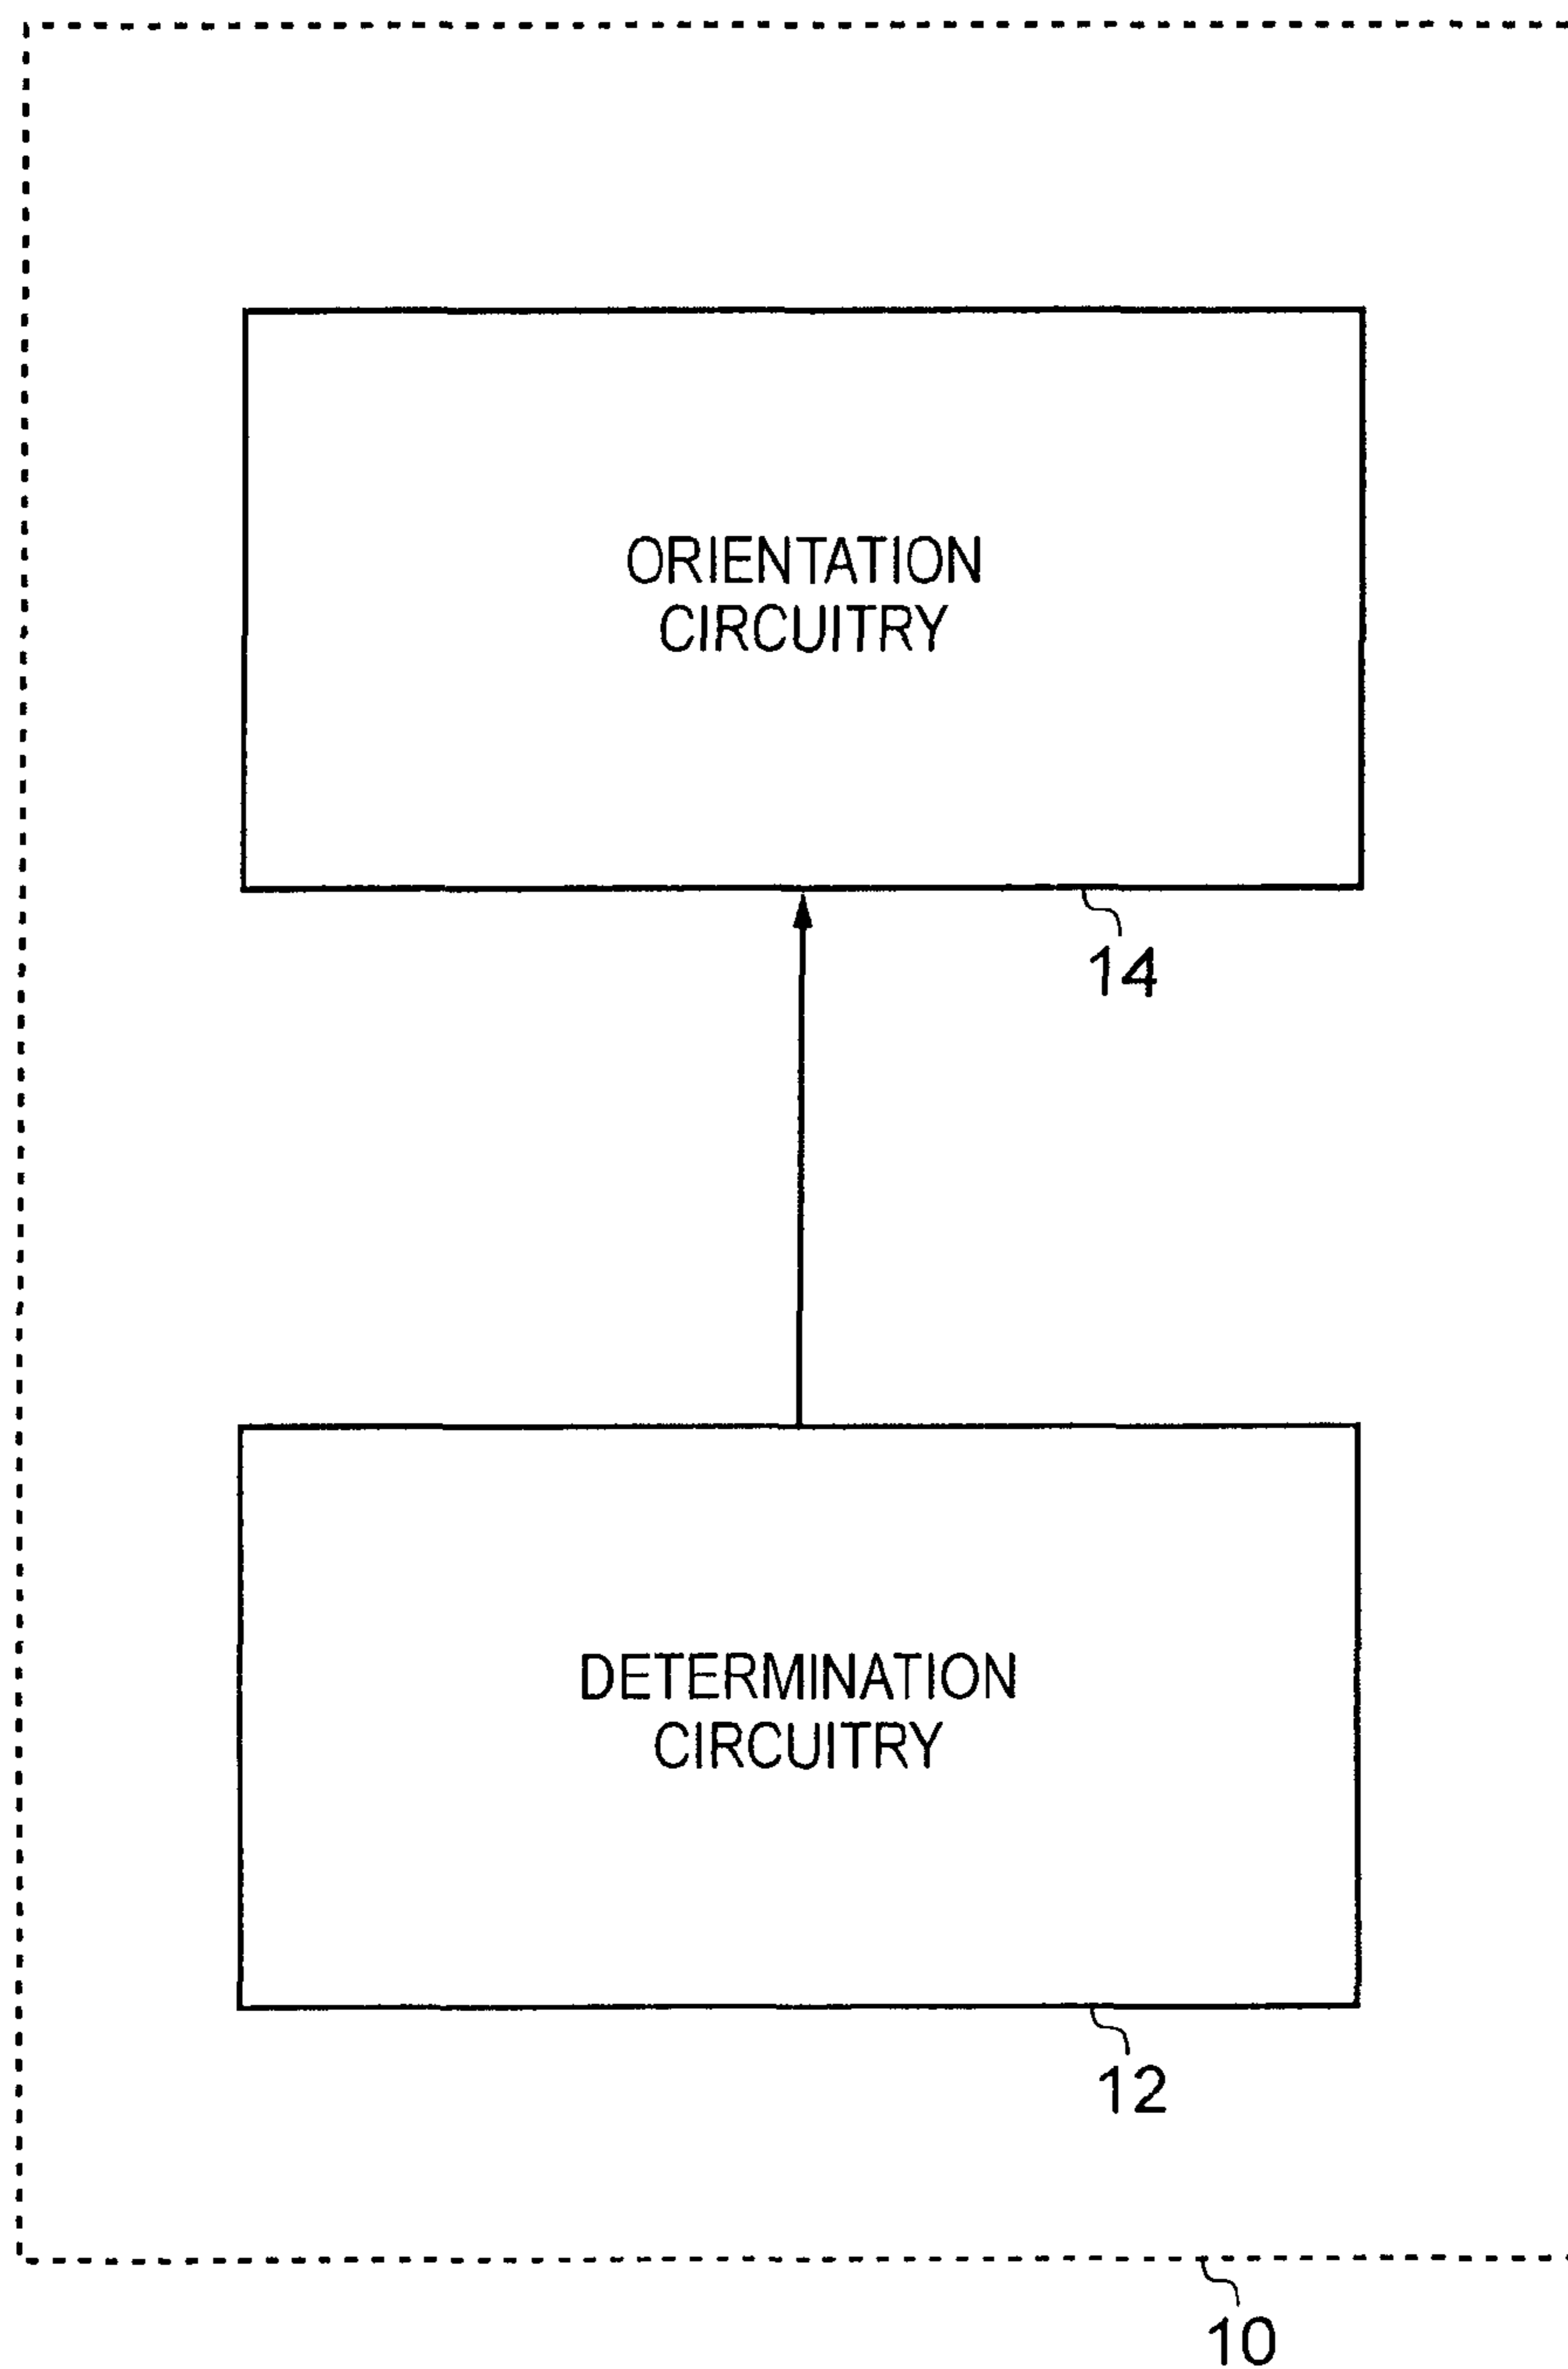 ORIENTATION
CIRCUITRY
14
DETERMINATION
CIRCUITRY
12
10